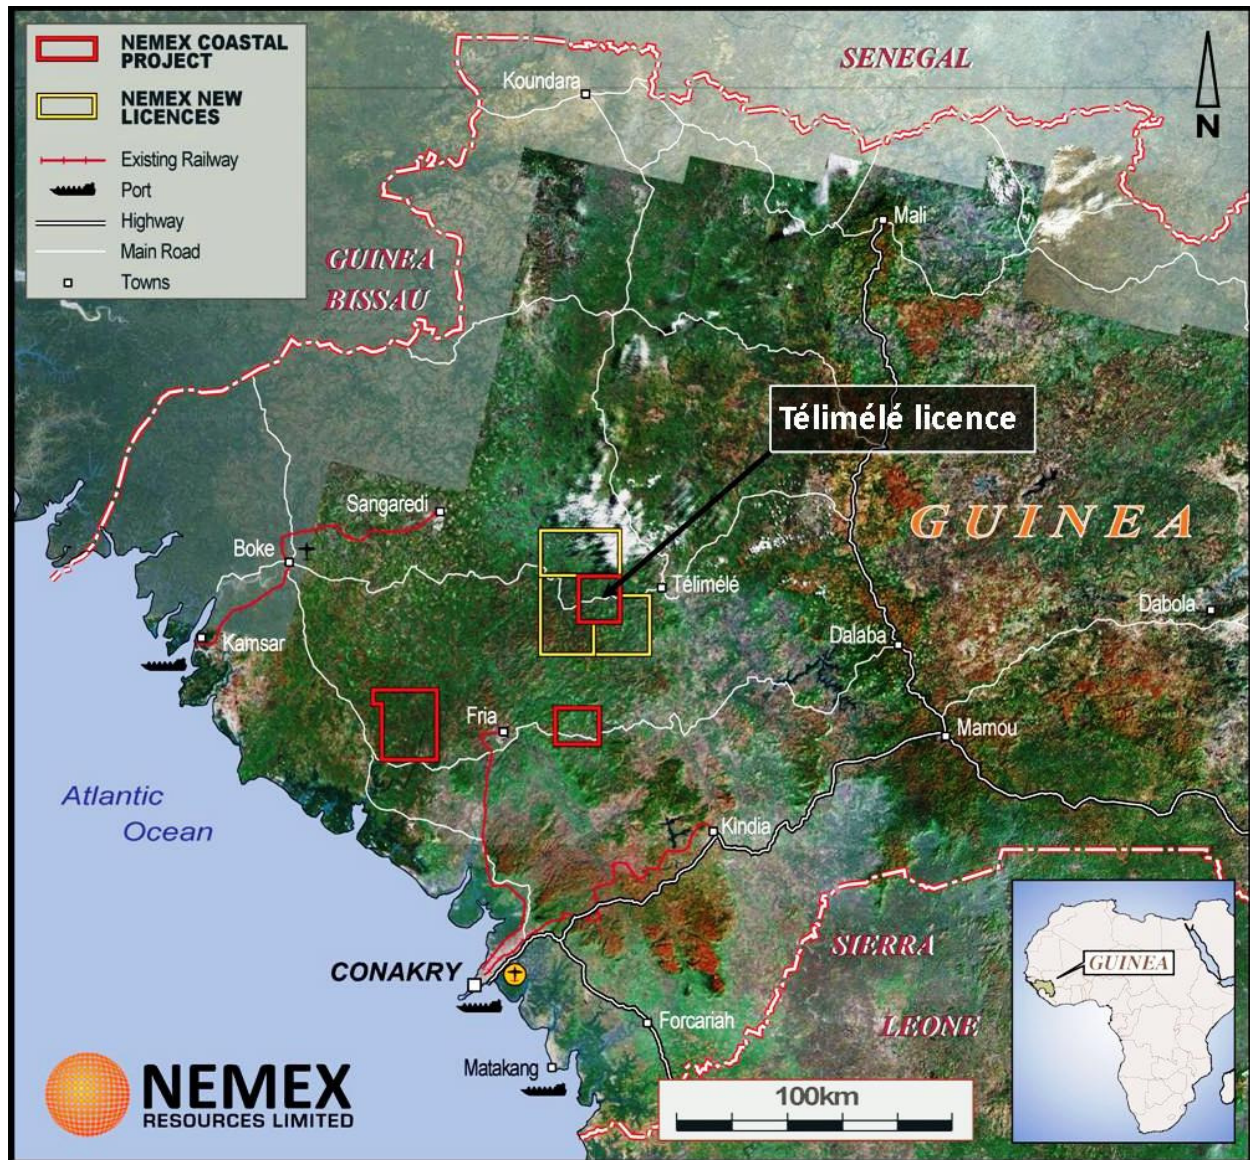 NEMEX COASTAL
PROJECT
NEMEX NEW
LICENCES
Existing Railway
Port
Highway
Main Road
Towns
SENEGAL
N
Koundara
Mali
GUINEA
BISSAU
Télimélé licence
GUINEA
Sangaredi
Boke
Télimélé
Dabola
Kamsar
Dalaba
Fria
Mamou
Atlantic
Ocean
Kindia
SIERRA
LEONE
GUINEA
CONAKRY
Forcariah
Matakang
NEMEX
RESOURCES LIMITED
100km